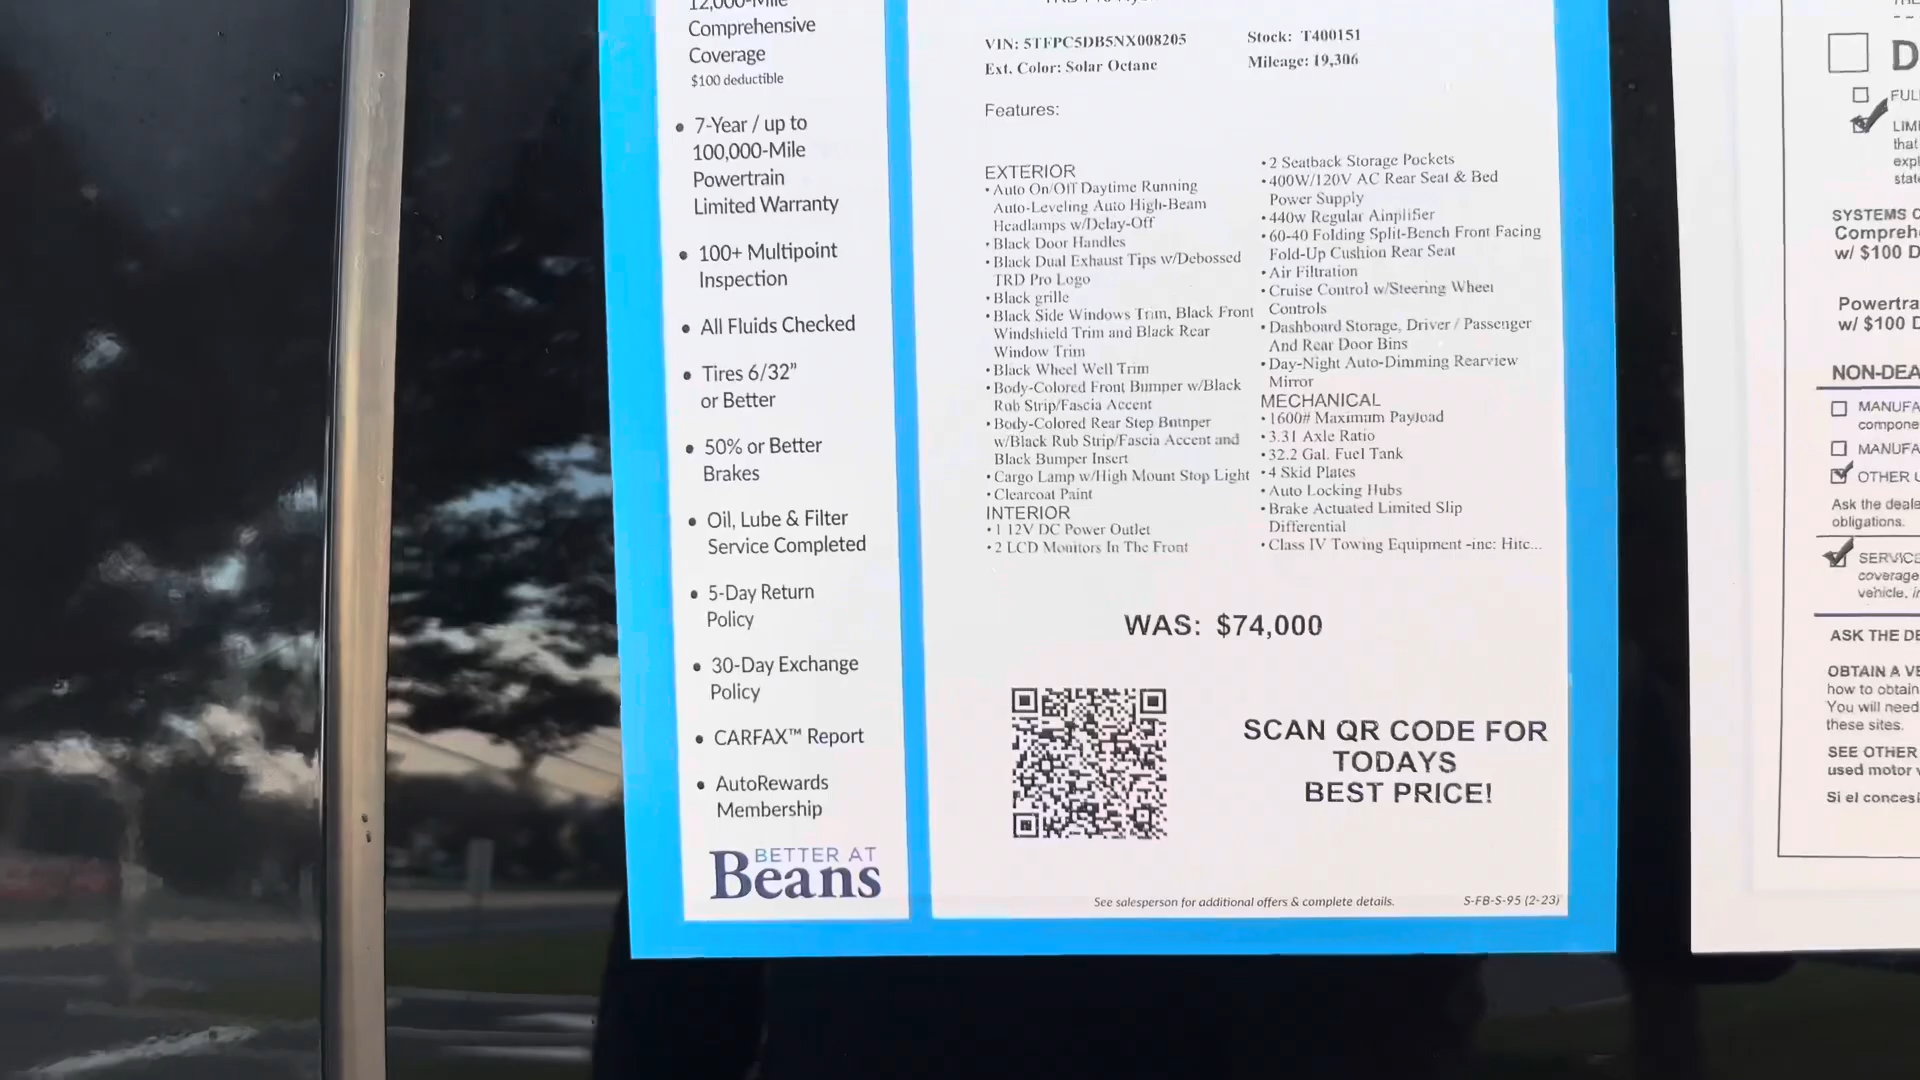 12,000-Mile
Comprehensive
Coverage
$100 deductible
• 7-Year / up to
100,000-Mile
Powertrain
Limited Warranty
• 100+ Multipoint
Inspection
• All Fluids Checked
• Tires 6/32”
or Better
• 50% or Better
Brakes
• Oil, Lube & Filter
Service Completed
• 5-Day Return
Policy
• 30-Day Exchange
Policy
• CARFAX™ Report
• AutoRewards
Membership
BETTER AT
Beans
VIN: 5TFPC5DB5NX008205
Stock: T400151
Ext. Color: Solar Octane
Mileage: 19,306
Features:
EXTERIOR
• Auto On/Off Daytime Running
Auto-Leveling Auto High-Beam
Headlamps w/Delay-Off
• Black Door Handles
• Black Dual Exhaust Tips w/Debossed
TRD Pro Logo
• Black grille
• Black Side Windows Trim, Black Front
Windshield Trim and Black Rear
Window Trim
• Black Wheel Well Trim
• Body-Colored Front Bumper w/Black
Rub Strip/Fascia Accent
• Body-Colored Rear Step Bumper
w/Black Rub Strip/Fascia Accent and
Black Bumper Insert
• Cargo Lamp w/High Mount Stop Light
• Clearcoat Paint
INTERIOR
• 1 12V DC Power Outlet
• 2 LCD Monitors In The Front
• 2 Seatback Storage Pockets
• 400W/120V AC Rear Seat & Bed
Power Supply
• 440w Regular Amplifier
• 60-40 Folding Split-Bench Front Facing
Fold-Up Cushion Rear Seat
• Air Filtration
• Cruise Control w/Steering Wheel
Controls
• Dashboard Storage, Driver / Passenger
And Rear Door Bins
• Day-Night Auto-Dimming Rearview
Mirror
MECHANICAL
• 1600# Maximum Payload
• 3.31 Axle Ratio
• 32.2 Gal. Fuel Tank
• 4 Skid Plates
• Auto Locking Hubs
• Brake Actuated Limited Slip
Differential
• Class IV Towing Equipment -inc: Hitc...
WAS: $74,000
SCAN QR CODE FOR
TODAYS
BEST PRICE!
See salesperson for additional offers & complete details.
S-FB-S-95 (2-23)
D
FUL
LIMI
that
expl
state
SYSTEMS C
Comprehe
w/ $100 D
Powertra
w/ $100 D
NON-DEA
MANUFA
compone
MANUFA
OTHER U
Ask the deale
obligations.
SERVICE
coverage
vehicle, in
ASK THE DE
OBTAIN A VE
how to obtain
You will need
these sites.
SEE OTHER
used motor v
Si el concesi